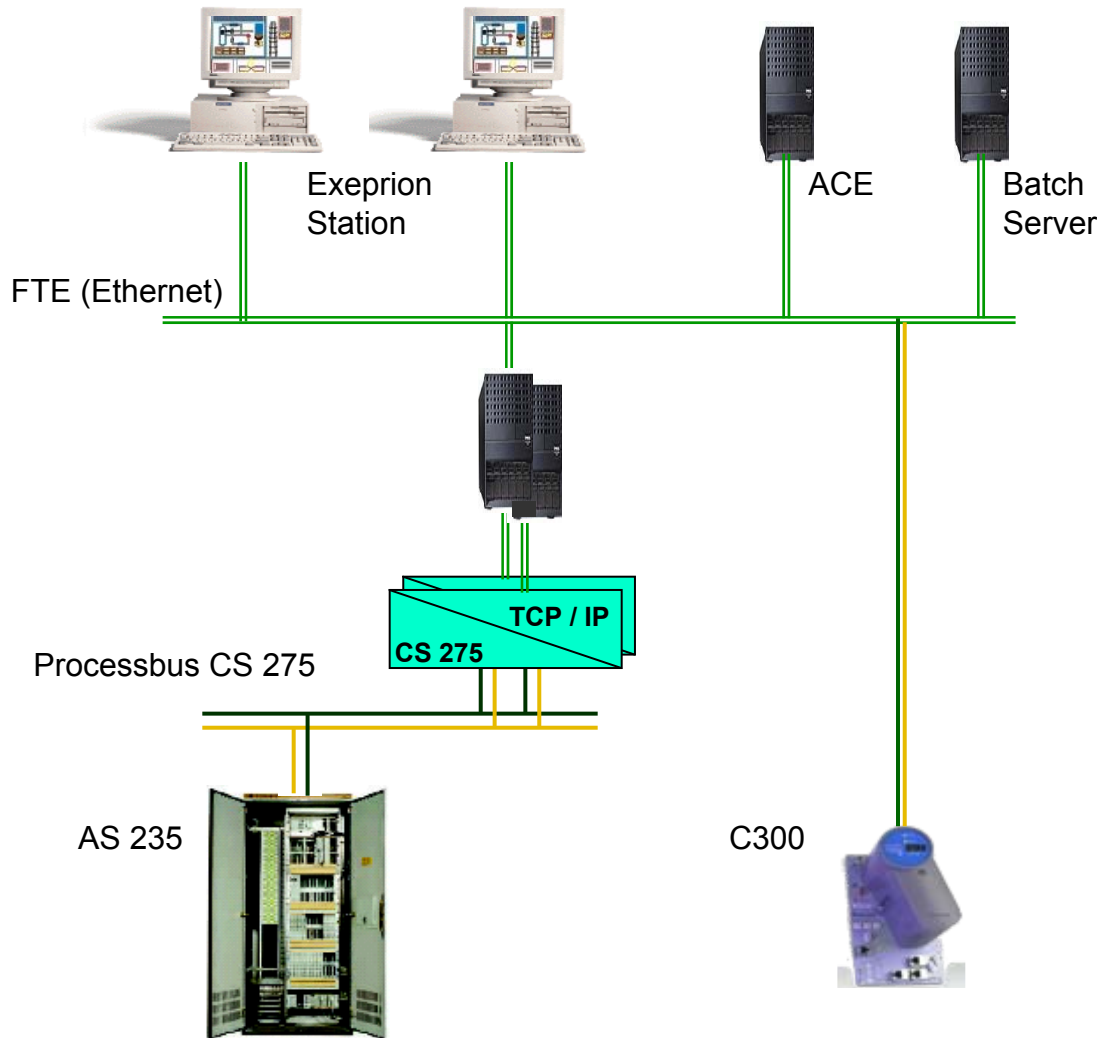 Exeprion
Station
ACE
Batch
Server
FTE (Ethernet)
TCP / IP
CS 275
Processbus CS 275
AS 235
C300